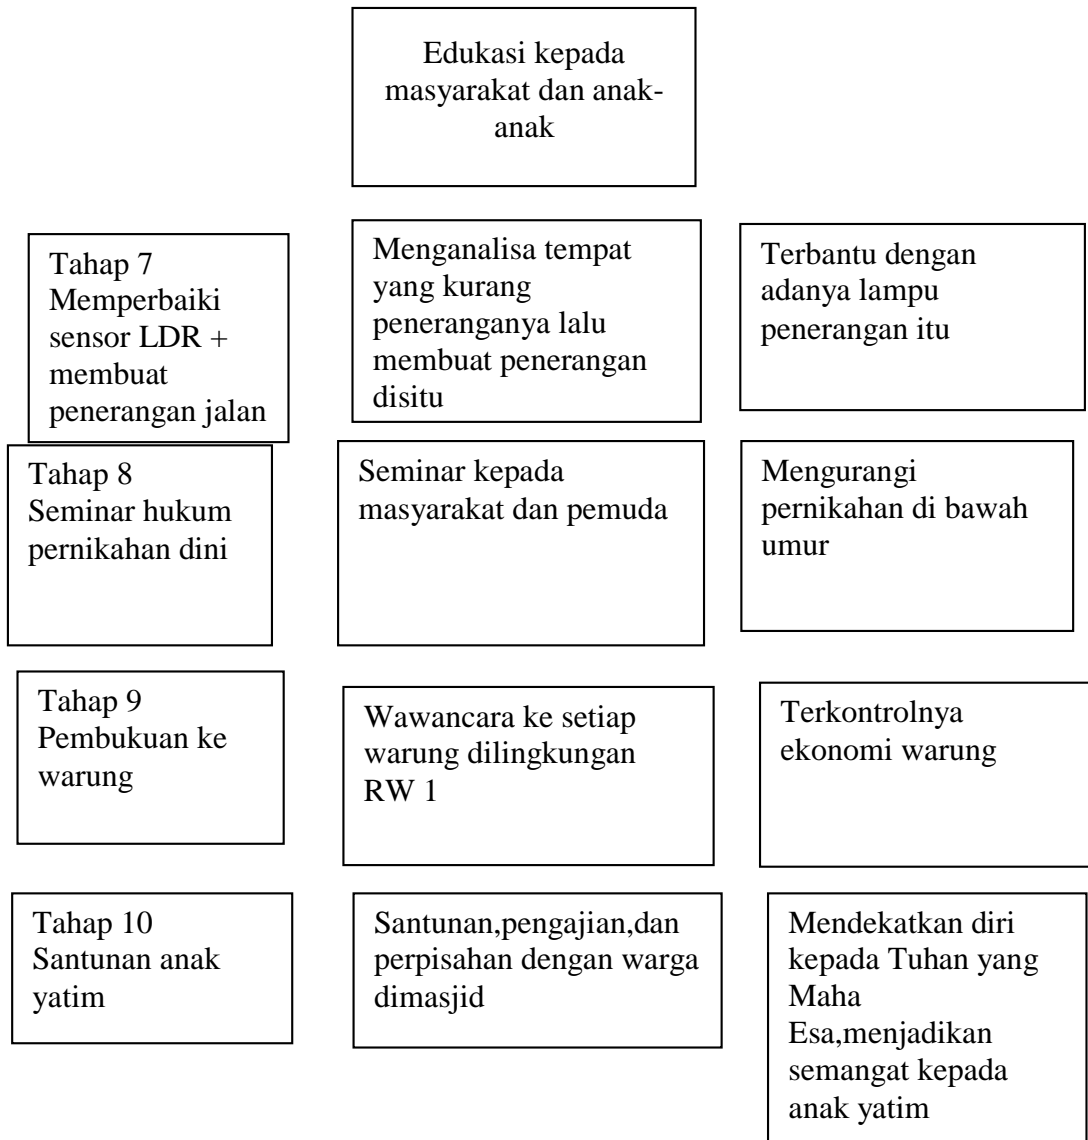 Edukasi kepada
masyarakat dan anak-
anak
Tahap 7
Memperbaiki
sensor LDR +
membuat
penerangan jalan
Menganalisa tempat
yang kurang
peneranganya lalu
membuat penerangan
disitu
Terbantu dengan
adanya lampu
penerangan itu
Tahap 8
Seminar hukum
pernikahan dini
Seminar kepada
masyarakat dan pemuda
Mengurangi
pernikahan di bawah
umur
Tahap 9
Pembukuan ke
warung
Wawancara ke setiap
warung dilingkungan
RW 1
Terkontrolnya
ekonomi warung
Tahap 10
Santunan anak
yatim
Santunan,pengajian,dan
perpisahan dengan warga
dimasjid
Mendekatkan diri
kepada Tuhan yang
Maha
Esa,menjadikan
semangat kepada
anak yatim